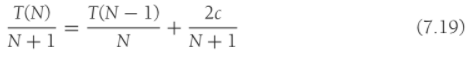 T(N)/(N + 1) = T(N − 1)/N + 2c/(N + 1) (7.19)